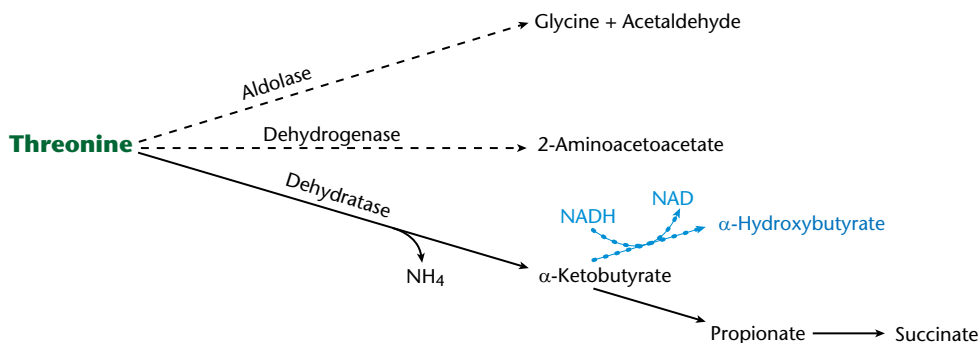 Glycine + Acetaldehyde
Aldolase
Threonine
Dehydrogenase
2-Aminoacetoacetate
Dehydratase
NADH
NAD
α-Hydroxybutyrate
NH4
α-Ketobutyrate
Propionate
Succinate